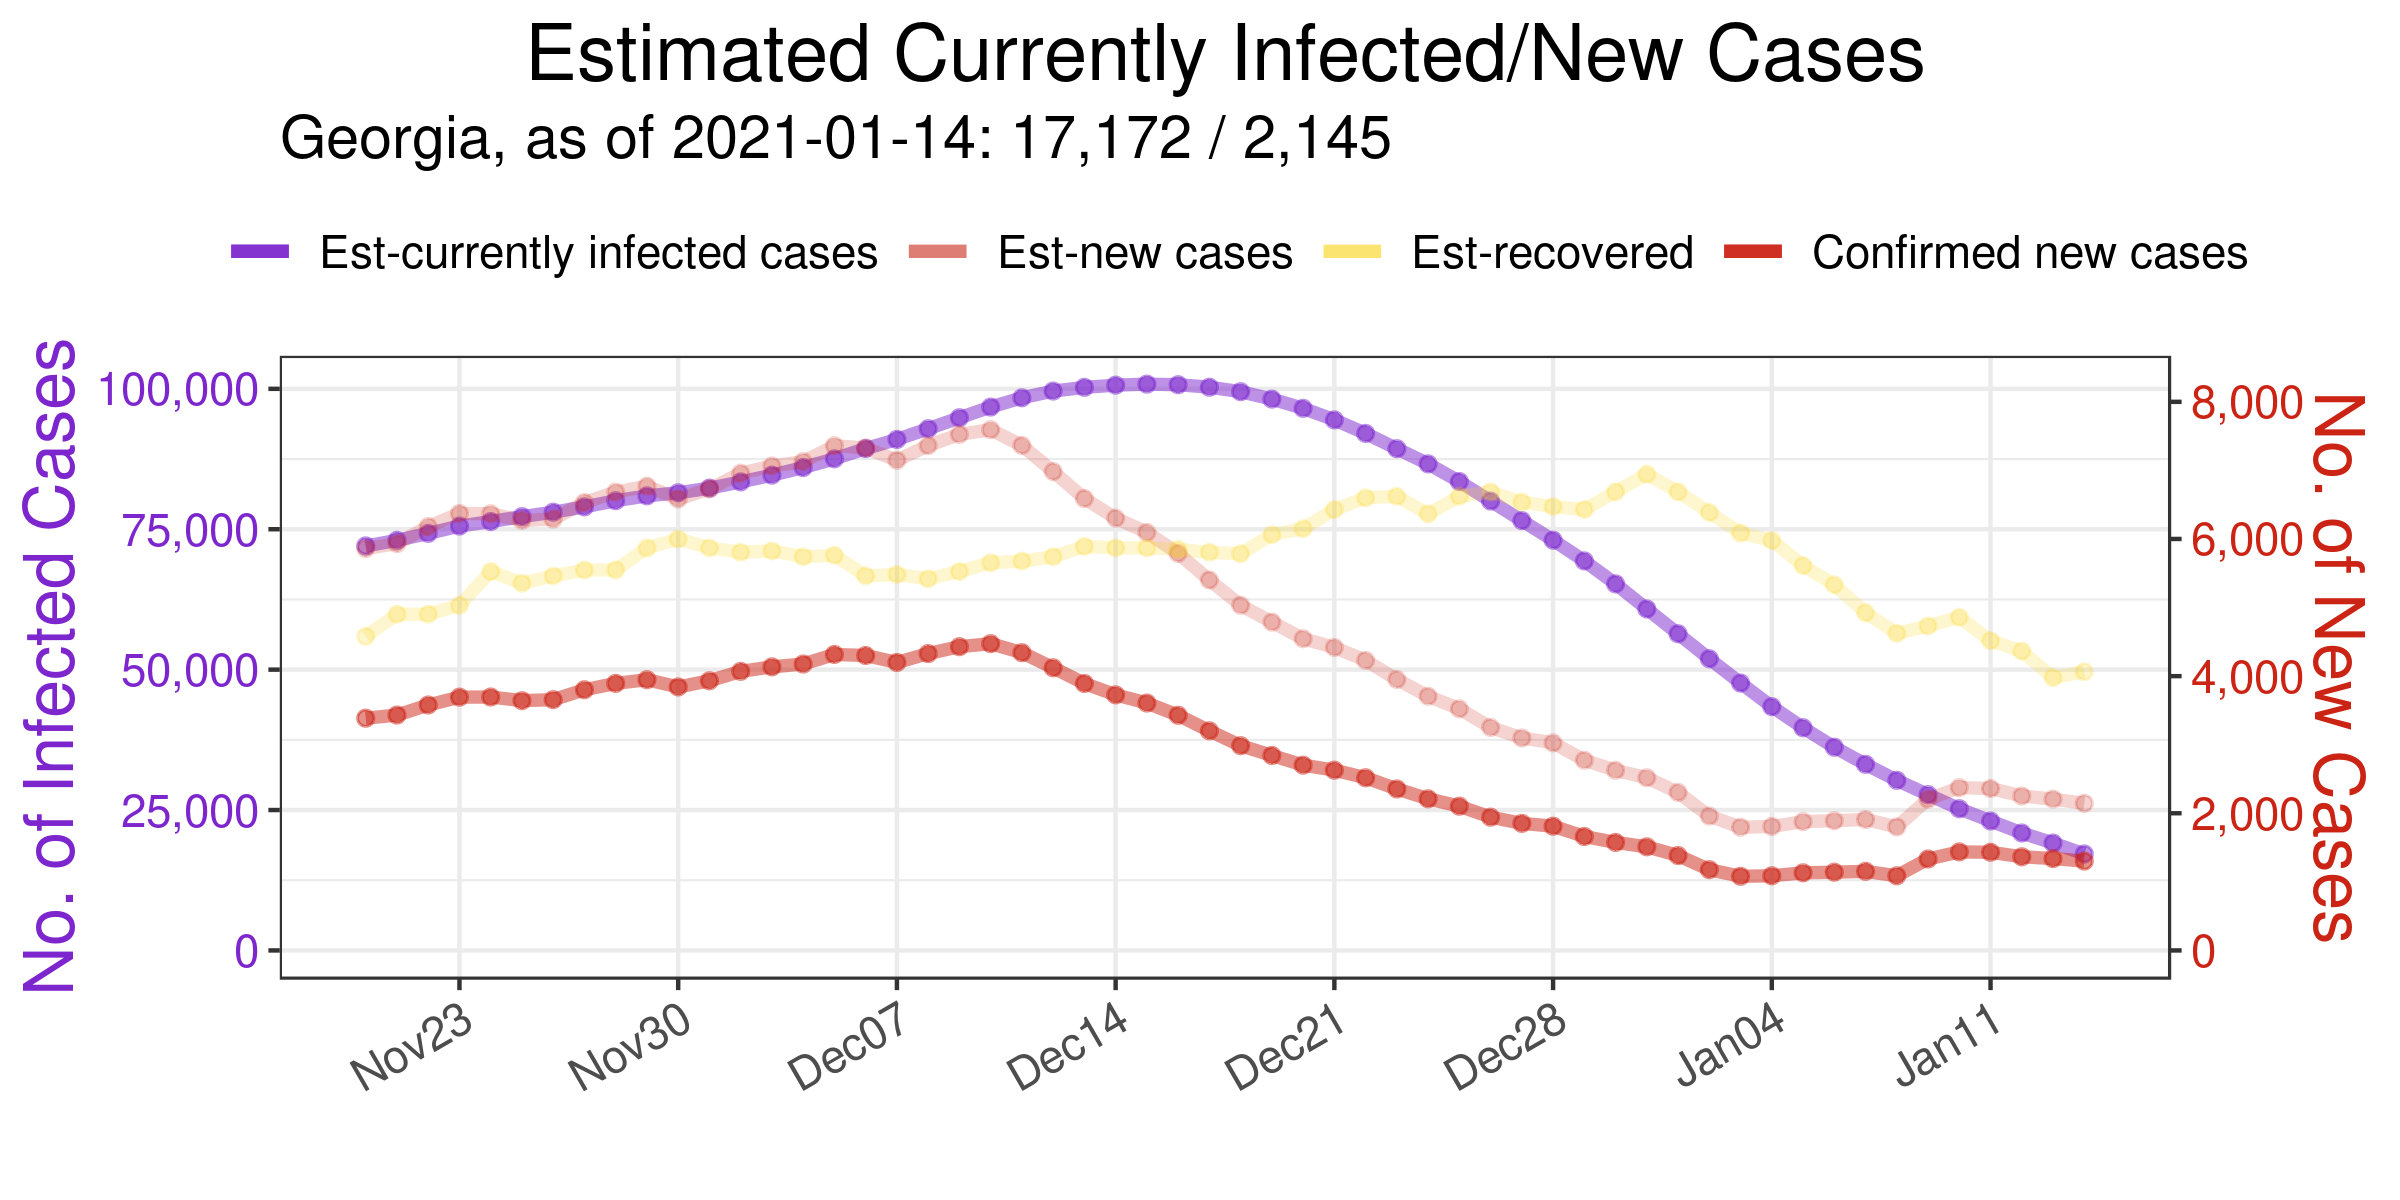 Estimated Currently Infected/New Cases
Georgia, as of 2021-01-14: 17,172 / 2,145
Est-currently infected cases Est-new cases Est-recovered Confirmed new cases
No. of Infected Cases
100,000
75,000
50,000
25,000
0
8,000
6,000
4,000
2,000
0
No. of New Cases
Nov23 Nov30 Dec07 Dec14 Dec21 Dec28 Jan04 Jan11